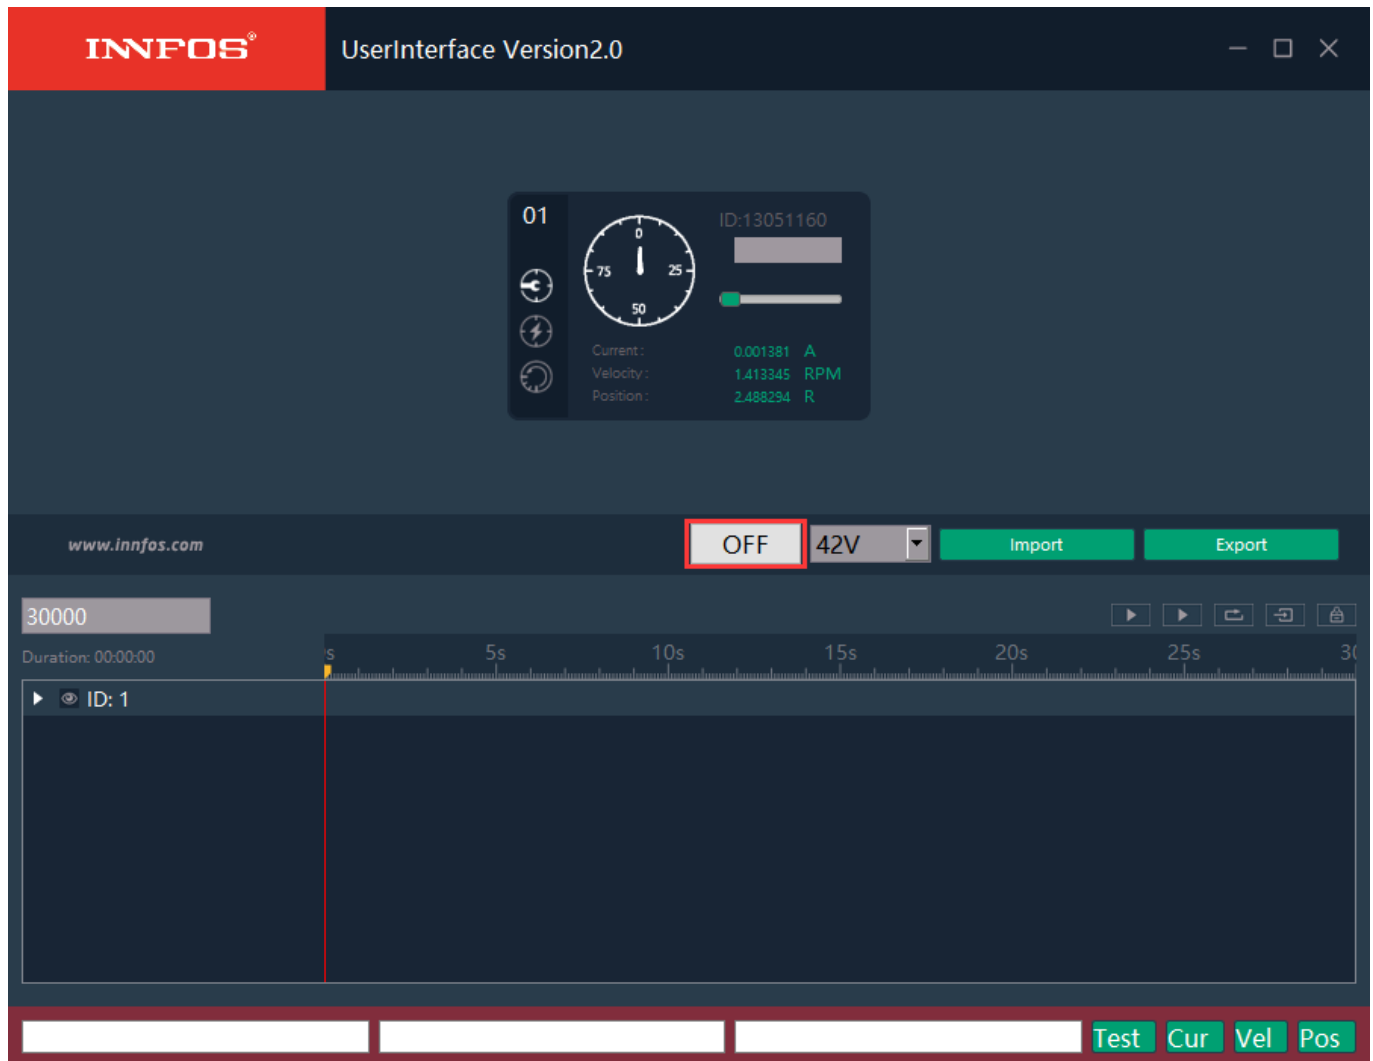 INNFOS®
UserInterface Version2.0
01
ID:13051160
0
75
25
50
Current: 0.001381 A
Velocity: 1.413345 RPM
Position: 2.488294 R
www.innfos.com
OFF
42V
Import
Export
30000
Duration: 00:00:00
s 5s 10s 15s 20s 25s 30
ID: 1
Test Cur Vel Pos